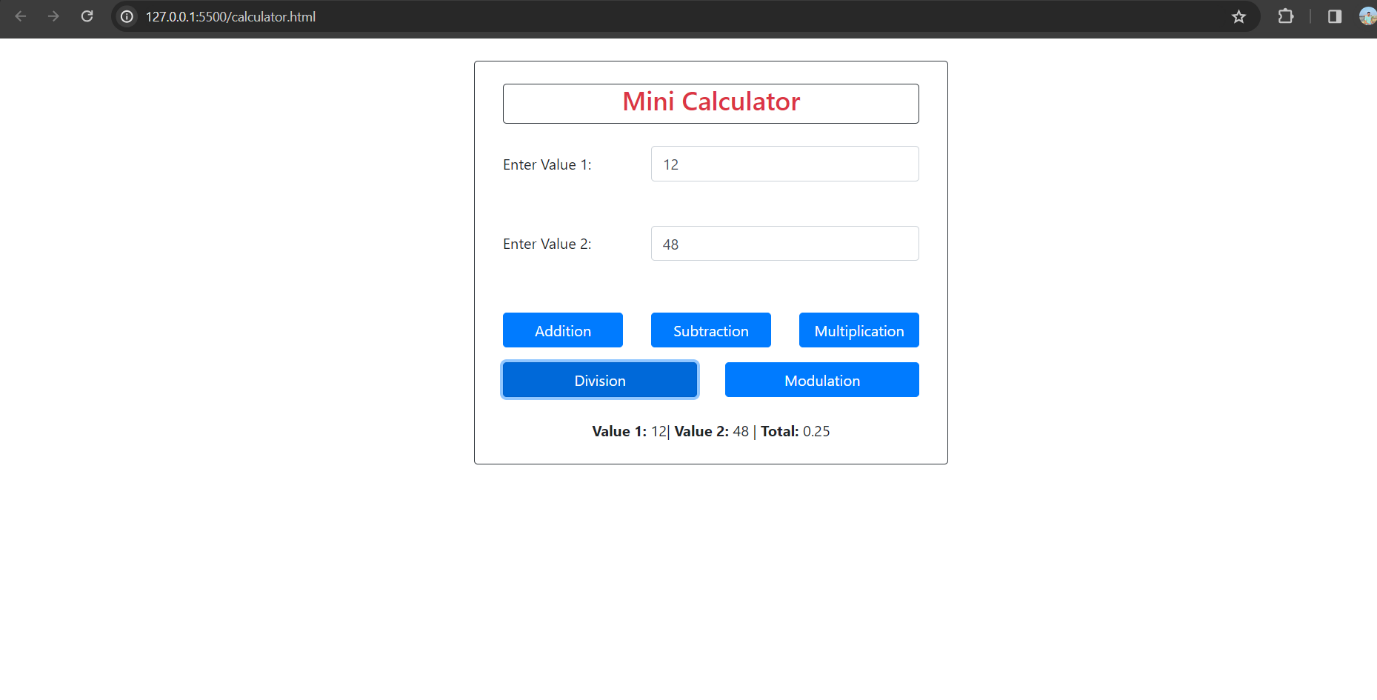 127.0.0.1:5500/calculator.html
Mini Calculator
Enter Value 1: 12
Enter Value 2: 48
Addition Subtraction Multiplication
Division Modulation
Value 1: 12| Value 2: 48 | Total: 0.25